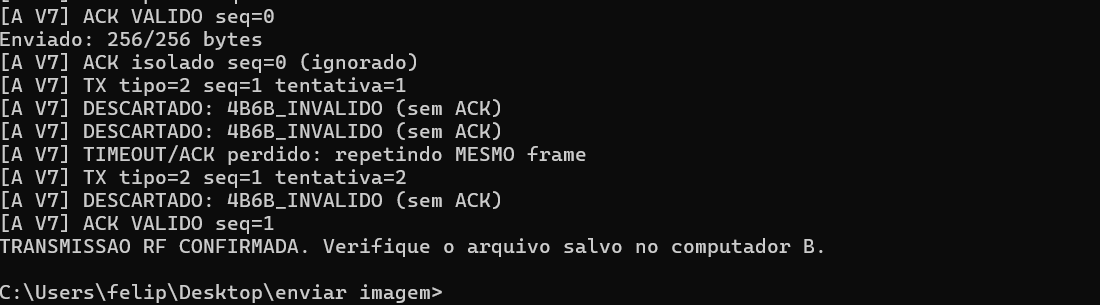 [A V7] ACK VALIDO seq=0
Enviado: 256/256 bytes
[A V7] ACK isolado seq=0 (ignorado)
[A V7] TX tipo=2 seq=1 tentativa=1
[A V7] DESCARTADO: 4B6B_INVALIDO (sem ACK)
[A V7] DESCARTADO: 4B6B_INVALIDO (sem ACK)
[A V7] TIMEOUT/ACK perdido: repetindo MESMO frame
[A V7] TX tipo=2 seq=1 tentativa=2
[A V7] DESCARTADO: 4B6B_INVALIDO (sem ACK)
[A V7] ACK VALIDO seq=1
TRANSMISSAO RF CONFIRMADA. Verifique o arquivo salvo no computador B.
C:\Users\felip\Desktop\enviar imagem>